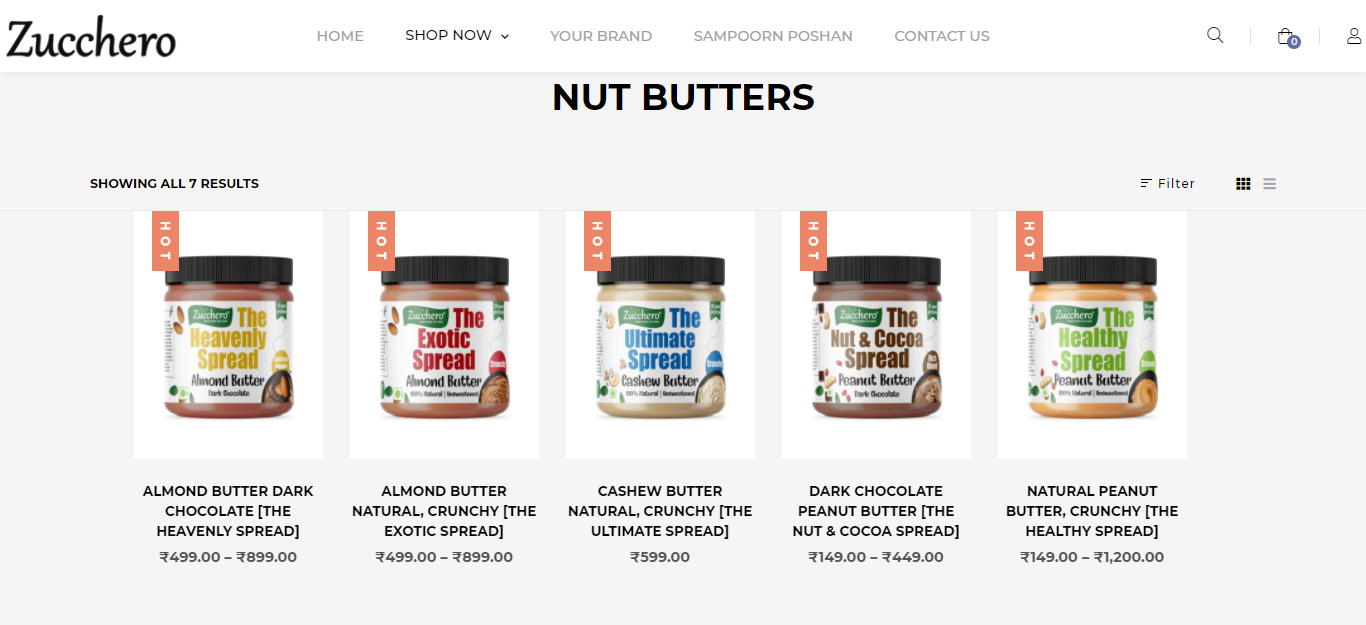 Zucchero
HOME
SHOP NOW
YOUR BRAND
SAMPOORN POSHAN
CONTACT US
0
NUT BUTTERS
SHOWING ALL 7 RESULTS
Filter
HOT
Zucchero
The
Heavenly
Spread
Almond Butter
Dark Chocolate
HOT
Zucchero
The
Exotic
Spread
Crunchy
Almond Butter
100% Natural | Unsweetened
HOT
Zucchero
The
Ultimate
Spread
Crunchy
Cashew Butter
100% Natural | Unsweetened
HOT
Zucchero
The
Nut & Cocoa
Spread
Peanut Butter
Dark Chocolate
HOT
Zucchero
The
Healthy
Spread
Crunchy
Peanut Butter
100% Natural | Unsweetened
ALMOND BUTTER DARK
CHOCOLATE [THE
HEAVENLY SPREAD]
₹499.00 – ₹899.00
ALMOND BUTTER
NATURAL, CRUNCHY [THE
EXOTIC SPREAD]
₹499.00 – ₹899.00
CASHEW BUTTER
NATURAL, CRUNCHY [THE
ULTIMATE SPREAD]
₹599.00
DARK CHOCOLATE
PEANUT BUTTER [THE
NUT & COCOA SPREAD]
₹149.00 – ₹449.00
NATURAL PEANUT
BUTTER, CRUNCHY [THE
HEALTHY SPREAD]
₹149.00 – ₹1,200.00